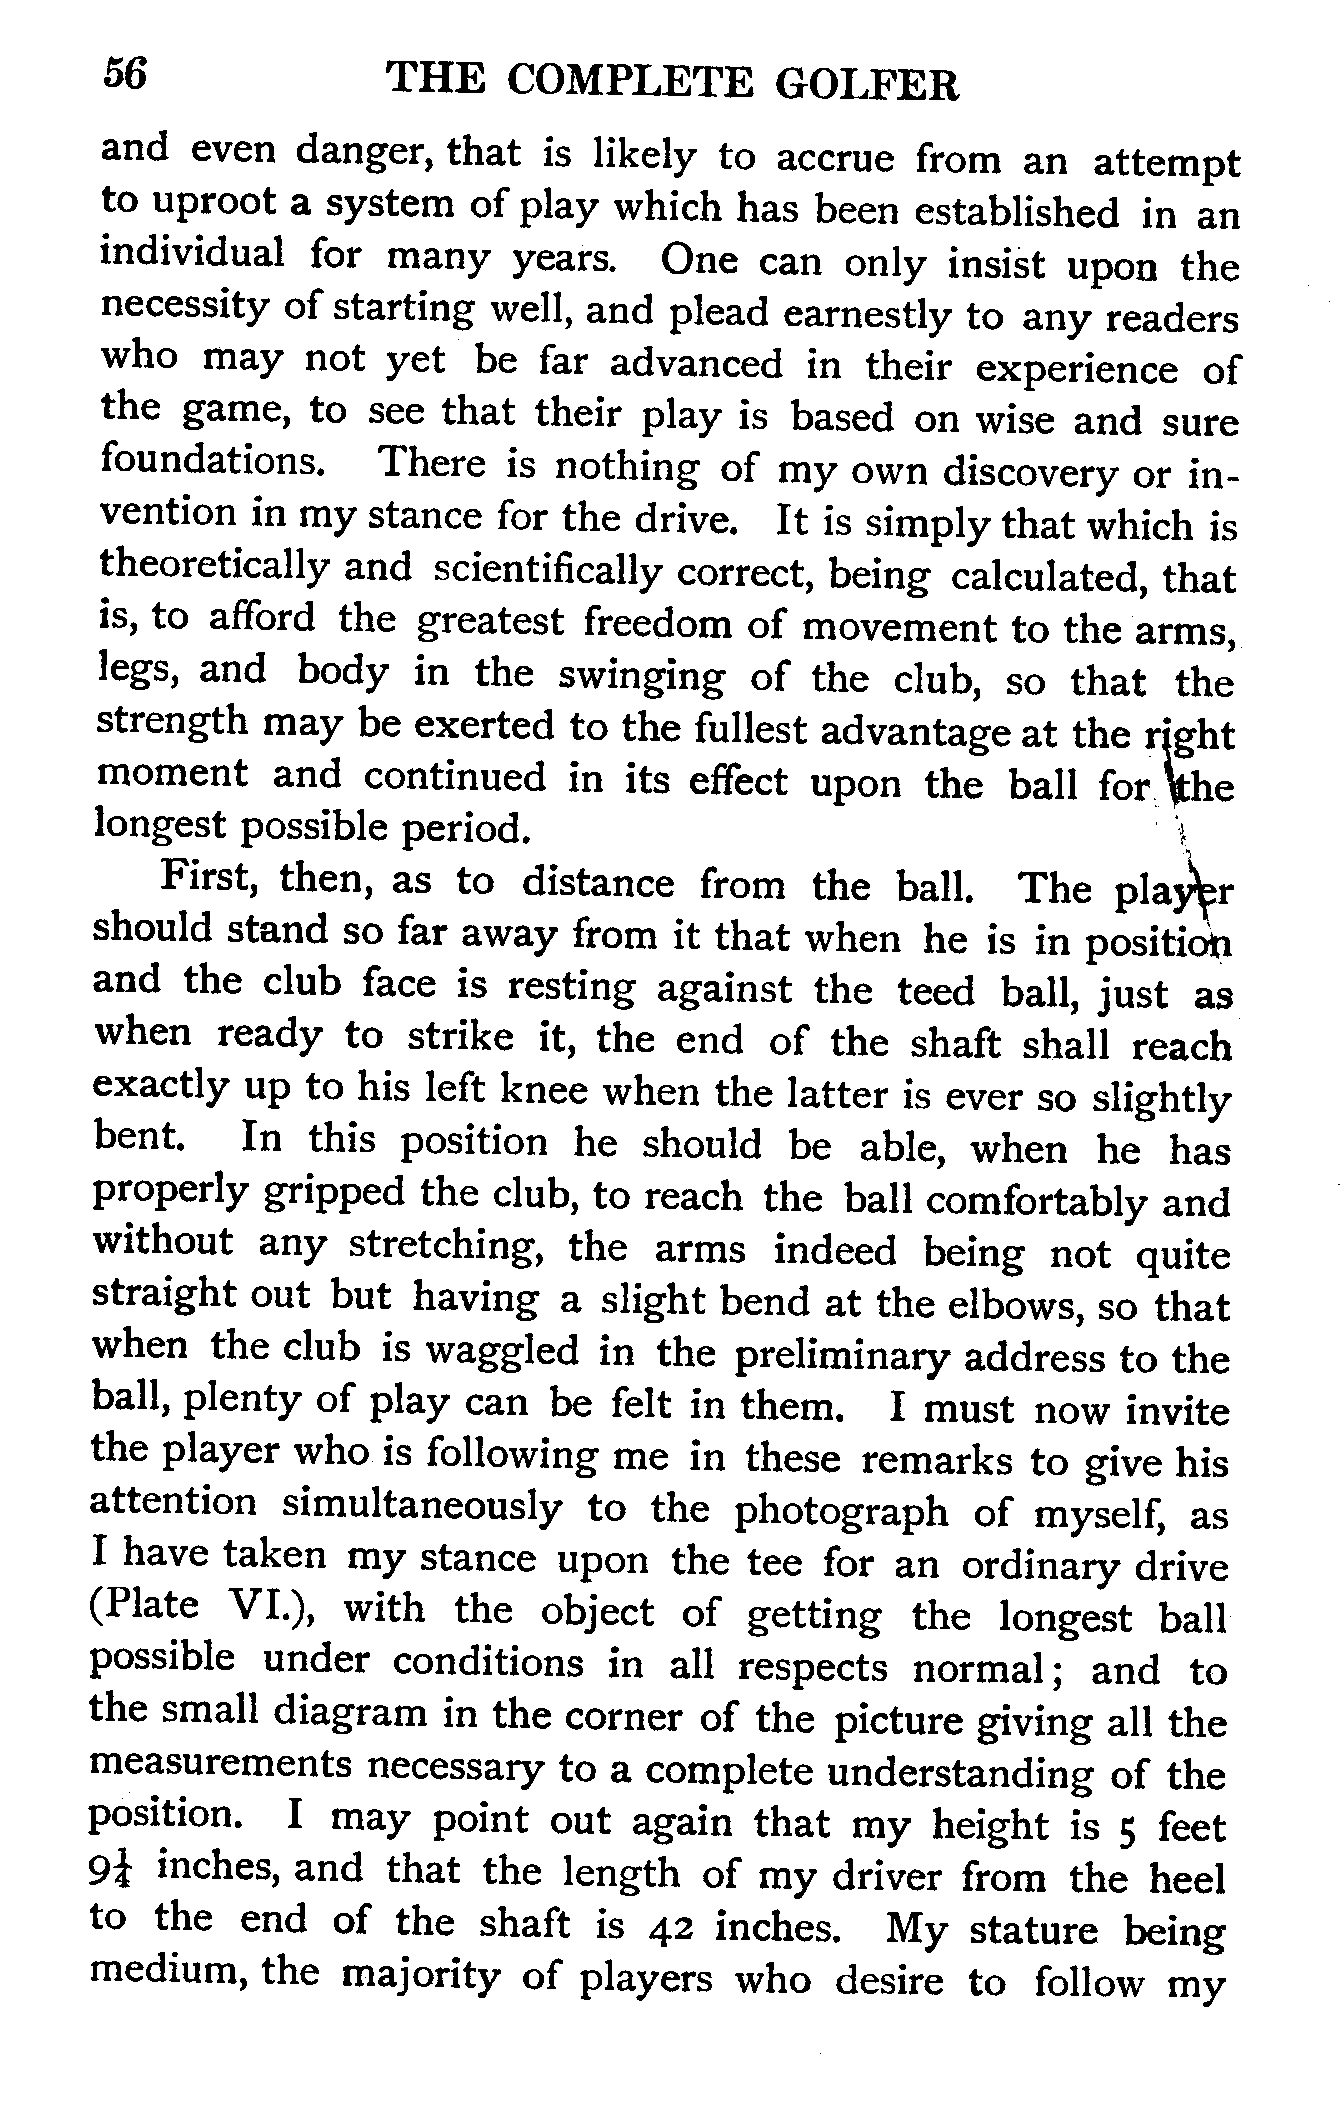 56 THE COMPLETE GOLFER
and even danger, that is likely to accrue from an attempt
to uproot a system of play which has been established in an
individual for many years. One can only insist upon the
necessity of starting well, and plead earnestly to any readers
who may not yet be far advanced in their experience of
the game, to see that their play is based on wise and sure
foundations. There is nothing of my own discovery or in-
vention in my stance for the drive. It is simply that which is
theoretically and scientifically correct, being calculated, that
is, to afford the greatest freedom of movement to the arms,
legs, and body in the swinging of the club, so that the
strength may be exerted to the fullest advantage at the right
moment and continued in its effect upon the ball for the
longest possible period.
First, then, as to distance from the ball. The player
should stand so far away from it that when he is in position
and the club face is resting against the teed ball, just as
when ready to strike it, the end of the shaft shall reach
exactly up to his left knee when the latter is ever so slightly
bent. In this position he should be able, when he has
properly gripped the club, to reach the ball comfortably and
without any stretching, the arms indeed being not quite
straight out but having a slight bend at the elbows, so that
when the club is waggled in the preliminary address to the
ball, plenty of play can be felt in them. I must now invite
the player who is following me in these remarks to give his
attention simultaneously to the photograph of myself, as
I have taken my stance upon the tee for an ordinary drive
(Plate VI.), with the object of getting the longest ball
possible under conditions in all respects normal; and to
the small diagram in the corner of the picture giving all the
measurements necessary to a complete understanding of the
position. I may point out again that my height is 5 feet
9¼ inches, and that the length of my driver from the heel
to the end of the shaft is 42 inches. My stature being
medium, the majority of players who desire to follow my